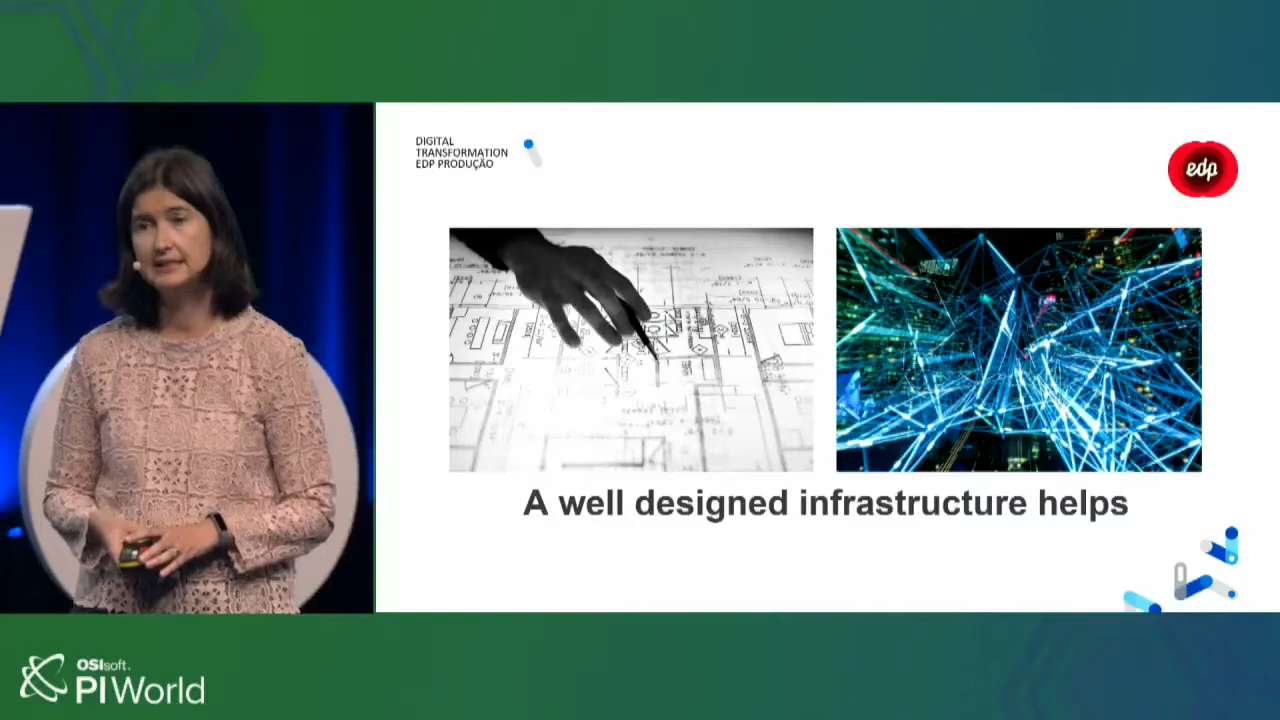 DIGITAL
TRANSFORMATION
EDP PRODUÇÃO
edp
A well designed infrastructure helps
OSIsoft.
PI World